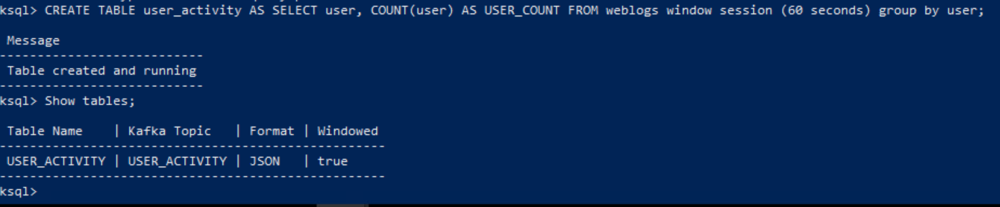 ksql> CREATE TABLE user_activity AS SELECT user, COUNT(user) AS USER_COUNT FROM weblogs window session (60 seconds) group by user;
Message
---------------------------
Table created and running
---------------------------
ksql> Show tables;
Table Name    | Kafka Topic   | Format | Windowed
---------------------------------------------------
USER_ACTIVITY | USER_ACTIVITY | JSON   | true
---------------------------------------------------
ksql>